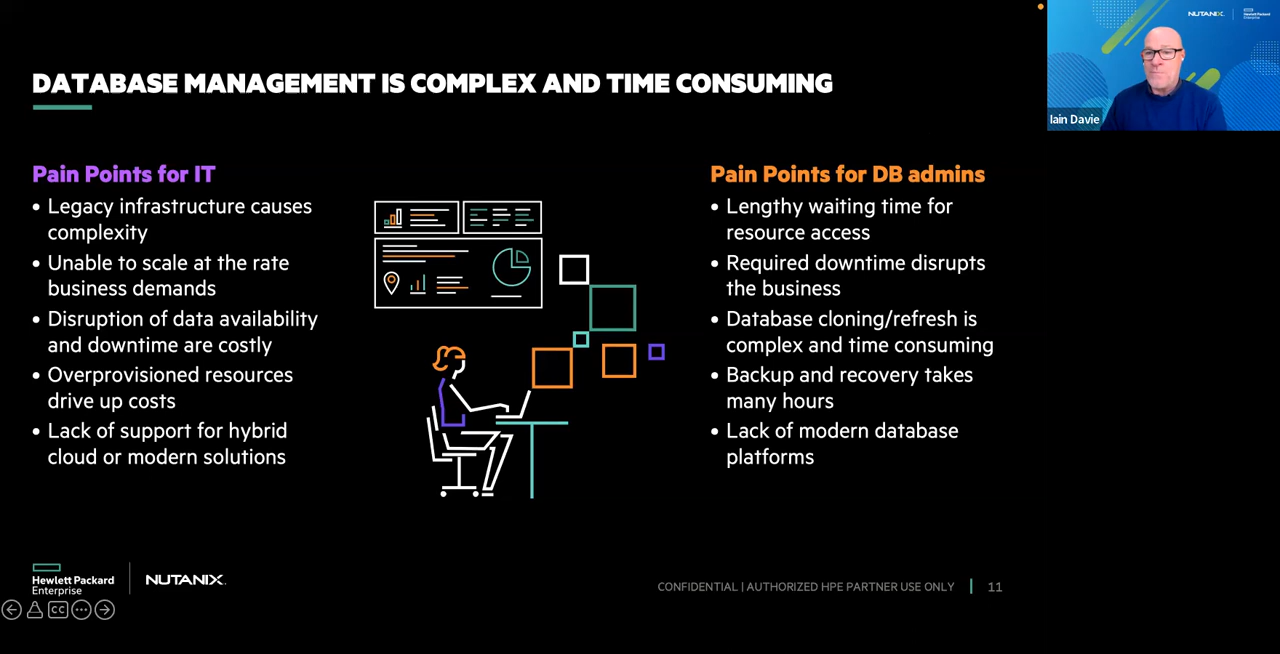 NUTANIX
Hewlett Packard
Enterprise
Iain Davie
DATABASE MANAGEMENT IS COMPLEX AND TIME CONSUMING
Pain Points for IT
• Legacy infrastructure causes
complexity
• Unable to scale at the rate
business demands
• Disruption of data availability
and downtime are costly
• Overprovisioned resources
drive up costs
• Lack of support for hybrid
cloud or modern solutions
Pain Points for DB admins
• Lengthy waiting time for
resource access
• Required downtime disrupts
the business
• Database cloning/refresh is
complex and time consuming
• Backup and recovery takes
many hours
• Lack of modern database
platforms
Hewlett Packard
Enterprise
NUTANIX
CONFIDENTIAL | AUTHORIZED HPE PARTNER USE ONLY
11
CC